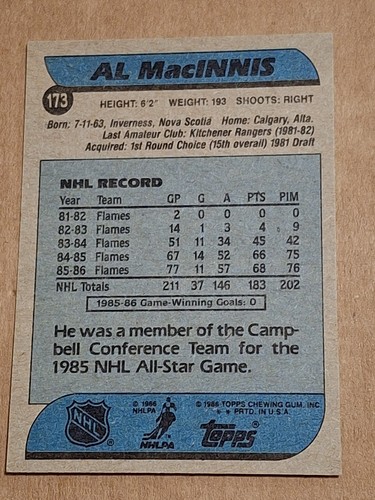 AL MacINNIS
173
HEIGHT: 6'2" WEIGHT: 193 SHOOTS: RIGHT
Born: 7-11-63, Inverness, Nova Scotia Home: Calgary, Alta.
Last Amateur Club: Kitchener Rangers (1981-82)
Acquired: 1st Round Choice (15th overall) 1981 Draft
NHL RECORD
Year Team GP G A PTS PIM
81-82 Flames 2 0 0 0 0
82-83 Flames 14 1 3 4 9
83-84 Flames 51 11 34 45 42
84-85 Flames 67 14 52 66 75
85-86 Flames 77 11 57 68 76
NHL Totals 211 37 146 183 202
1985-86 Game-Winning Goals: 0
He was a member of the Camp-
bell Conference Team for the
1985 NHL All-Star Game.
© 1986 NHLPA
© 1986 TOPPS CHEWING GUM, INC.
★ ★ PRTD. IN U.S.A
NHL
NHLPA
topps